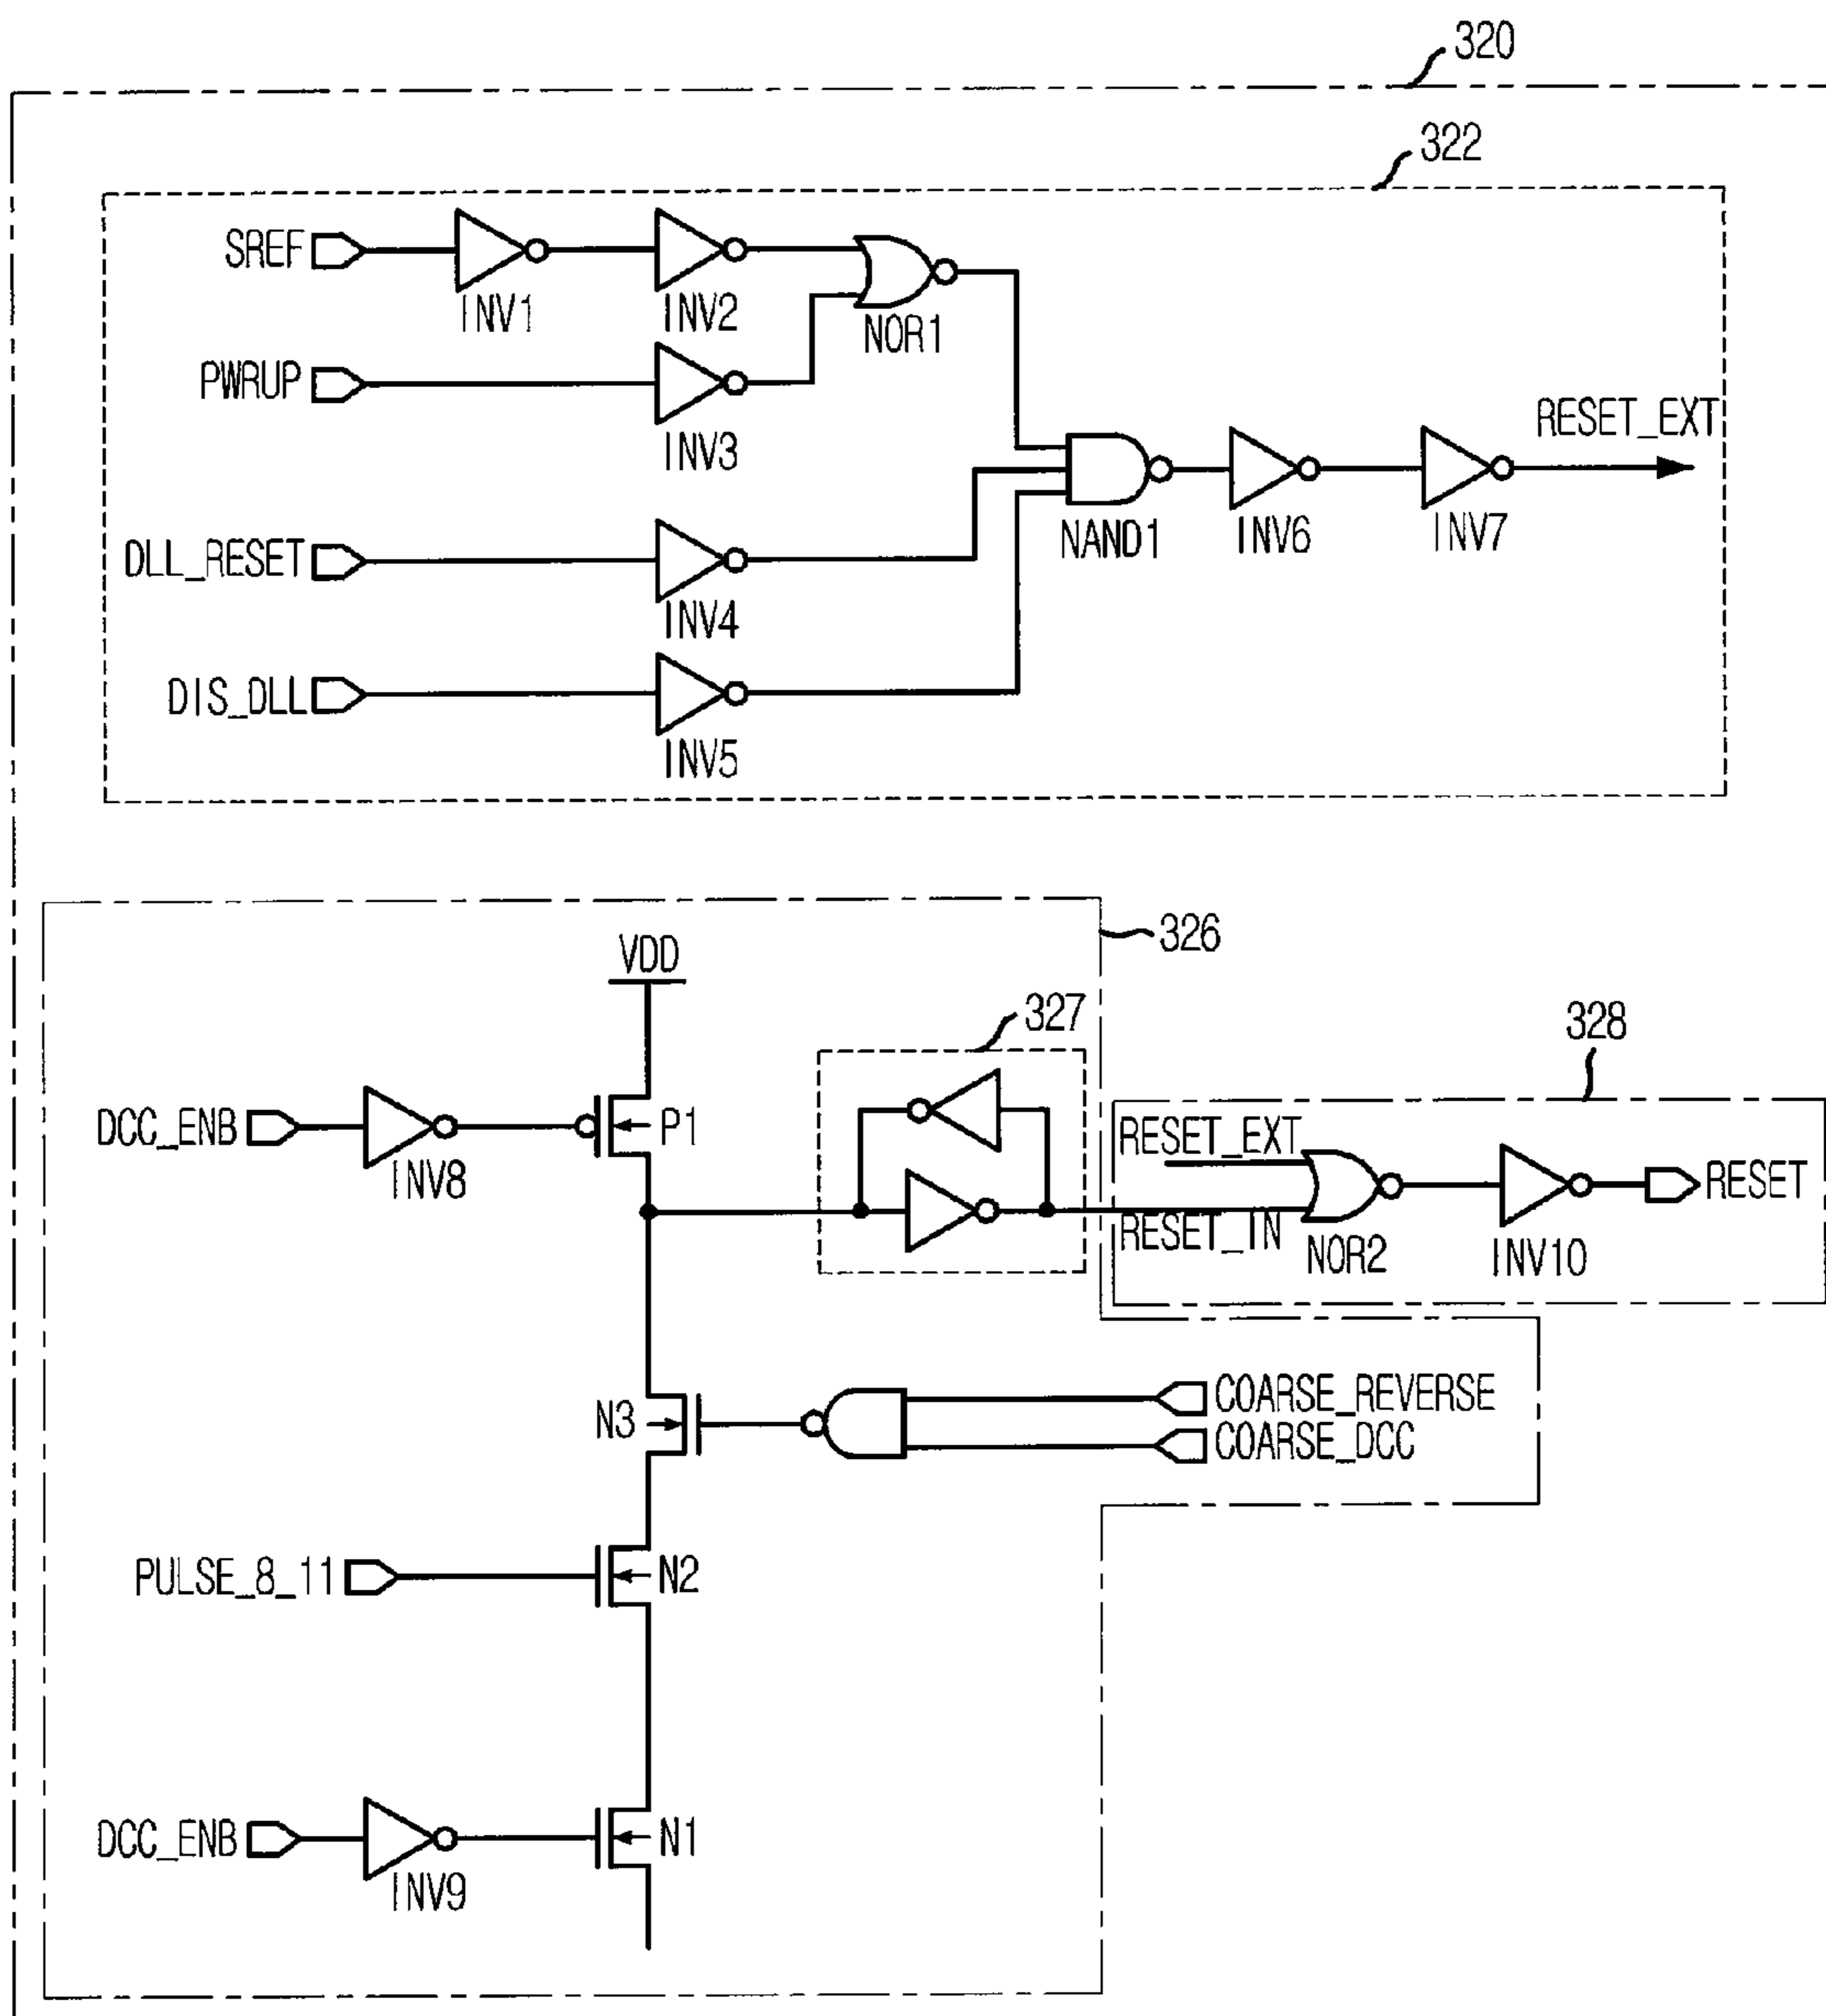 320
322
SREF
INV1
INV2
NOR1
PWRUP
INV3
RESET_EXT
DLL_RESET
INV4
NAND1
INV6
INV7
DIS_DLL
INV5
326
VDD
327
328
DCC_ENB
INV8
P1
RESET_EXT
RESET_IN
NOR2
INV10
RESET
N3
COARSE_REVERSE
COARSE_DCC
PULSE_8_11
N2
DCC_ENB
INV9
N1